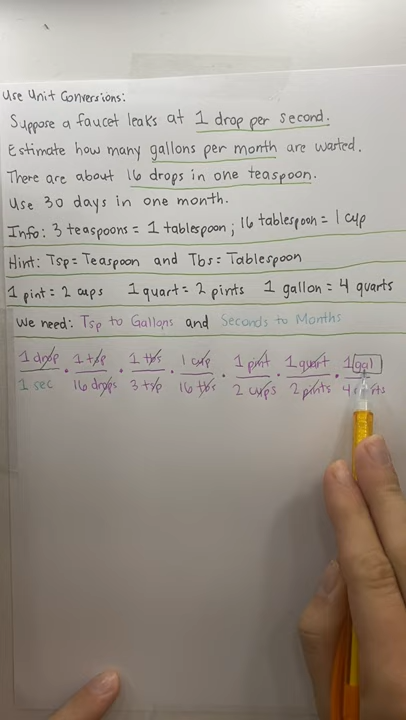 Use Unit Conversions:
Suppose a faucet leaks at 1 drop per second.
Estimate how many gallons per month are wasted.
There are about 16 drops in one teaspoon.
Use 30 days in one month.
Info: 3 teaspoons = 1 tablespoon; 16 tablespoon = 1 cup
Hint: Tsp = Teaspoon and Tbs = Tablespoon
1 pint = 2 cups 1 quart = 2 pints 1 gallon = 4 quarts
We need: Tsp to Gallons and Seconds to Months
1 drop · 1 tsp · 1 tbs · 1 cup · 1 pint · 1 quart · 1 gal
1 sec 16 drops 3 tsp 16 tbs 2 cups 2 pints 4 quarts